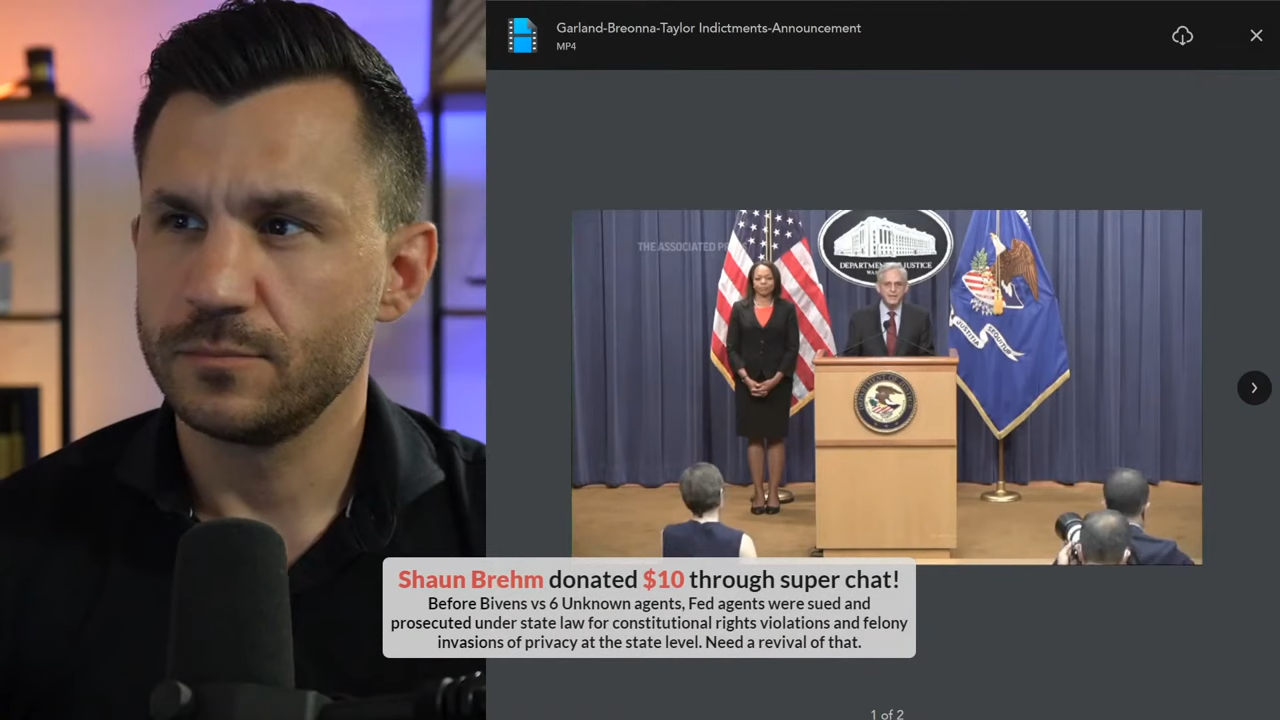 Garland-Breonna-Taylor Indictments-Announcement
MP4
THE ASSOCIATED
DEPARTMENT OF JUSTICE
Shaun Brehm donated $10 through super chat!
Before Bivens vs 6 Unknown agents, Fed agents were sued and
prosecuted under state law for constitutional rights violations and felony
invasions of privacy at the state level. Need a revival of that.
1 of 2